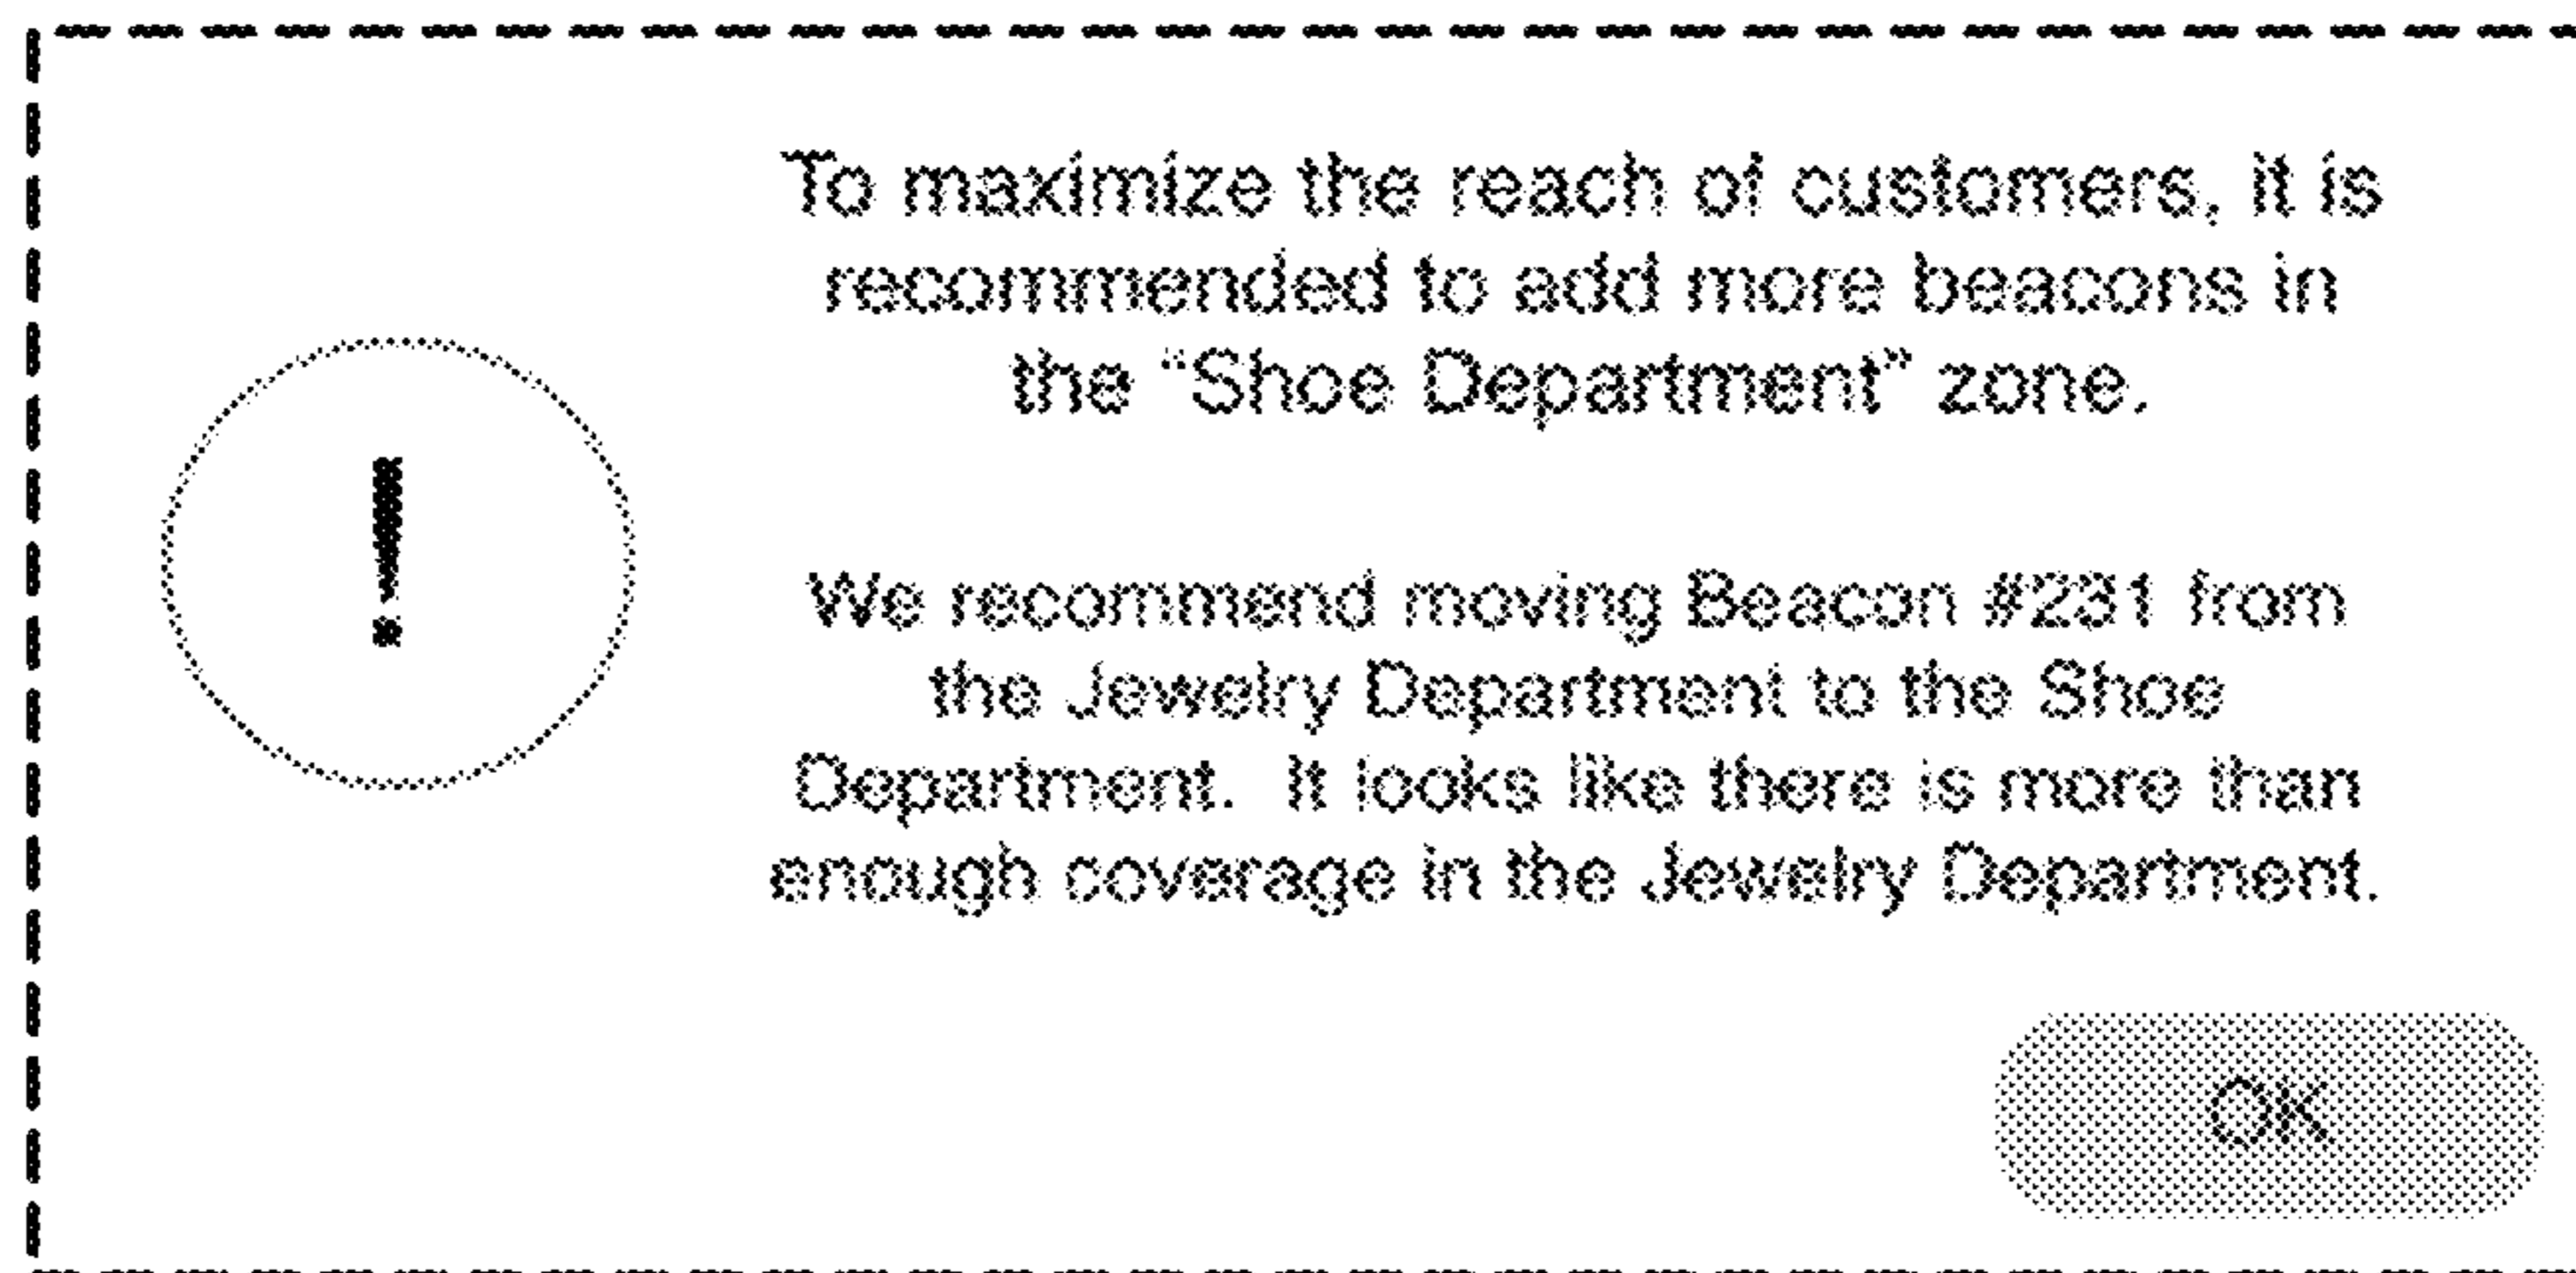 To maximize the reach of customers, it is
recommended to add more beacons in
the “Shoe Department” zone.
!
We recommend moving Beacon #231 from
the Jewelry Department to the Shoe
Department.  It looks like there is more than
enough coverage in the Jewelry Department.
OK